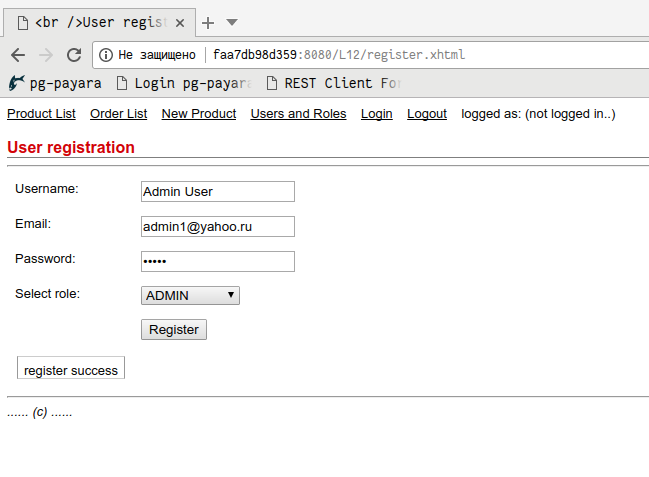 <br />User regist
Не защищено faa7db98d359:8080/L12/register.xhtml
pg-payara Login pg-payara REST Client For
Product List Order List New Product Users and Roles Login Logout logged as: (not logged in..)
User registration
Username: Admin User
Email: admin1@yahoo.ru
Password: •••••
Select role: ADMIN
Register
register success
...... (c) ......